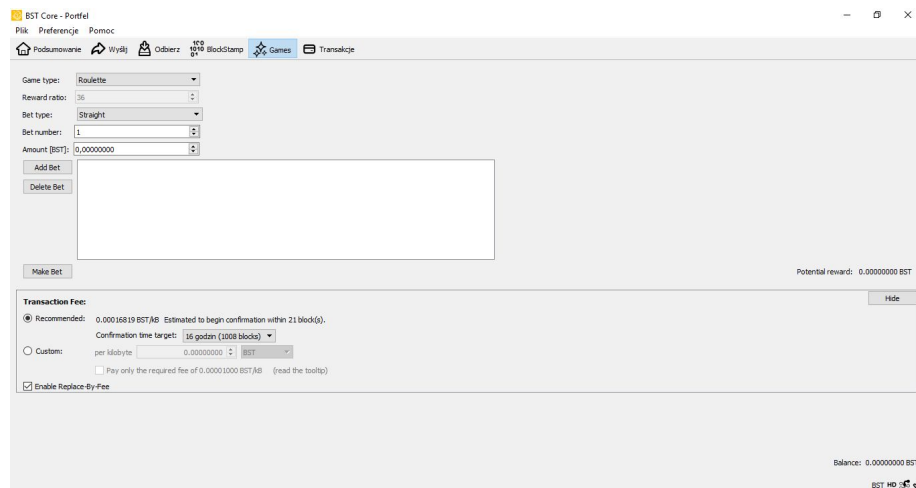 BST Core - Portfel
Plik Preferencje Pomoc
Podsumowanie Wyślij Odbierz BlockStamp Games Transakcje
Game type: Roulette
Reward ratio: 36
Bet type: Straight
Bet number: 1
Amount [BST]: 0,00000000
Add Bet
Delete Bet
Make Bet Potential reward: 0.00000000 BST
Transaction Fee: Hide
Recommended: 0.00016819 BST/kB Estimated to begin confirmation within 21 block(s).
Confirmation time target: 16 godzin (1008 blocks)
Custom: per kilobyte 0.00000000 BST
Pay only the required fee of 0.00001000 BST/kB (read the tooltip)
Enable Replace-By-Fee
Balance: 0.00000000 BST
BST HD